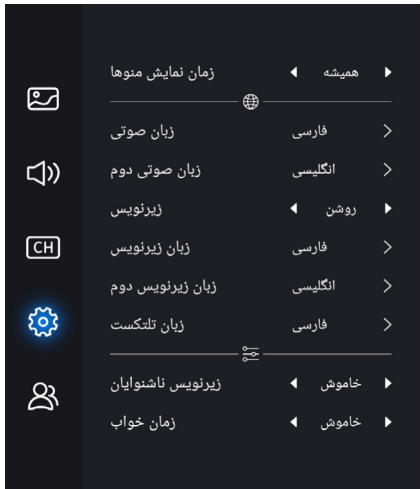 زمان نمایش منوها همیشه
زبان صوتی فارسی
زبان صوتی دوم انگلیسی
CH
زیرنویس روشن
زبان زیرنویس فارسی
زبان زیرنویس دوم انگلیسی
زبان تلتکست فارسی
زیرنویس ناشنوایان خاموش
زمان خواب خاموش